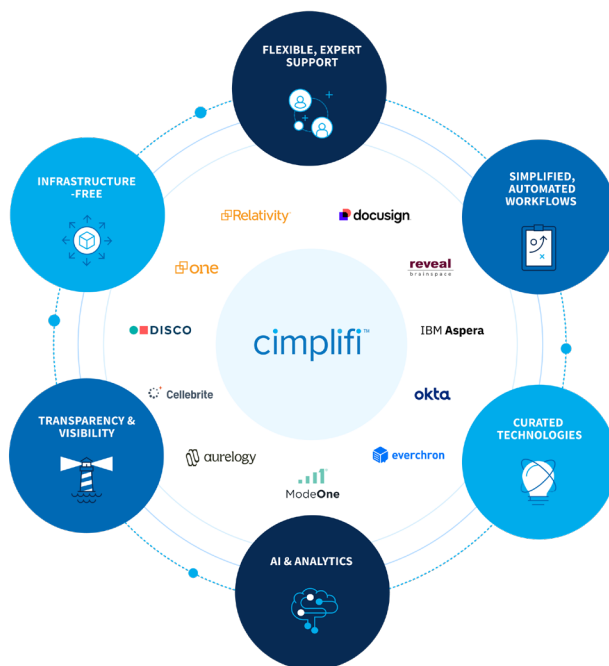 FLEXIBLE, EXPERT
SUPPORT
INFRASTRUCTURE
-FREE
SIMPLIFIED,
AUTOMATED
WORKFLOWS
Relativity
docusign
one
reveal
brainspace
DISCO
cimplifi™
IBM Aspera
Cellebrite
okta
TRANSPARENCY &
VISIBILITY
CURATED
TECHNOLOGIES
aurelogy
everchron
ModeOne
AI & ANALYTICS